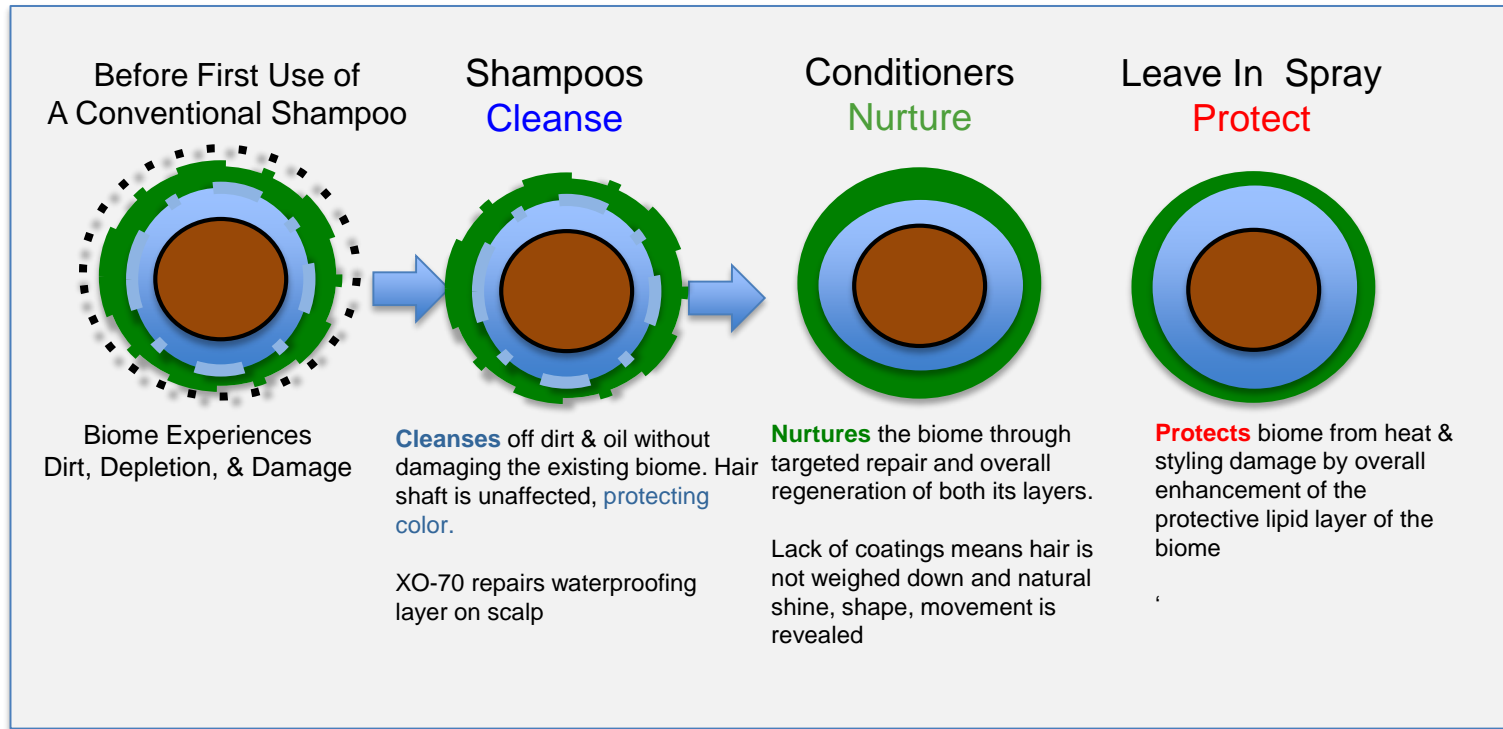 Before First Use of
A Conventional Shampoo
Biome Experiences
Dirt, Depletion, & Damage
Shampoos
Cleanse
Cleanses off dirt & oil without
damaging the existing biome. Hair
shaft is unaffected, protecting
color.
XO-70 repairs waterproofing
layer on scalp
Conditioners
Nurture
Nurtures the biome through
targeted repair and overall
regeneration of both its layers.
Lack of coatings means hair is
not weighed down and natural
shine, shape, movement is
revealed
Leave In  Spray
Protect
Protects biome from heat &
styling damage by overall
enhancement of the
protective lipid layer of the
biome
‘